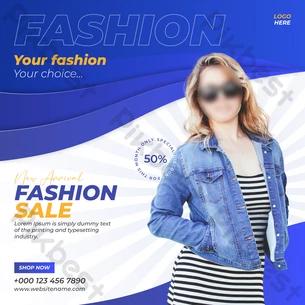 FASHION
LOGO
HERE
Your fashion
Your choice...
THIS MONTH ONLY, SPECIAL
50%
New Arrival
FASHION
SALE
Lorem Ipsum is simply dummy text
of the printing and typesetting
industry.
SHOP NOW
+000 123 456 7890
www.websitename.com